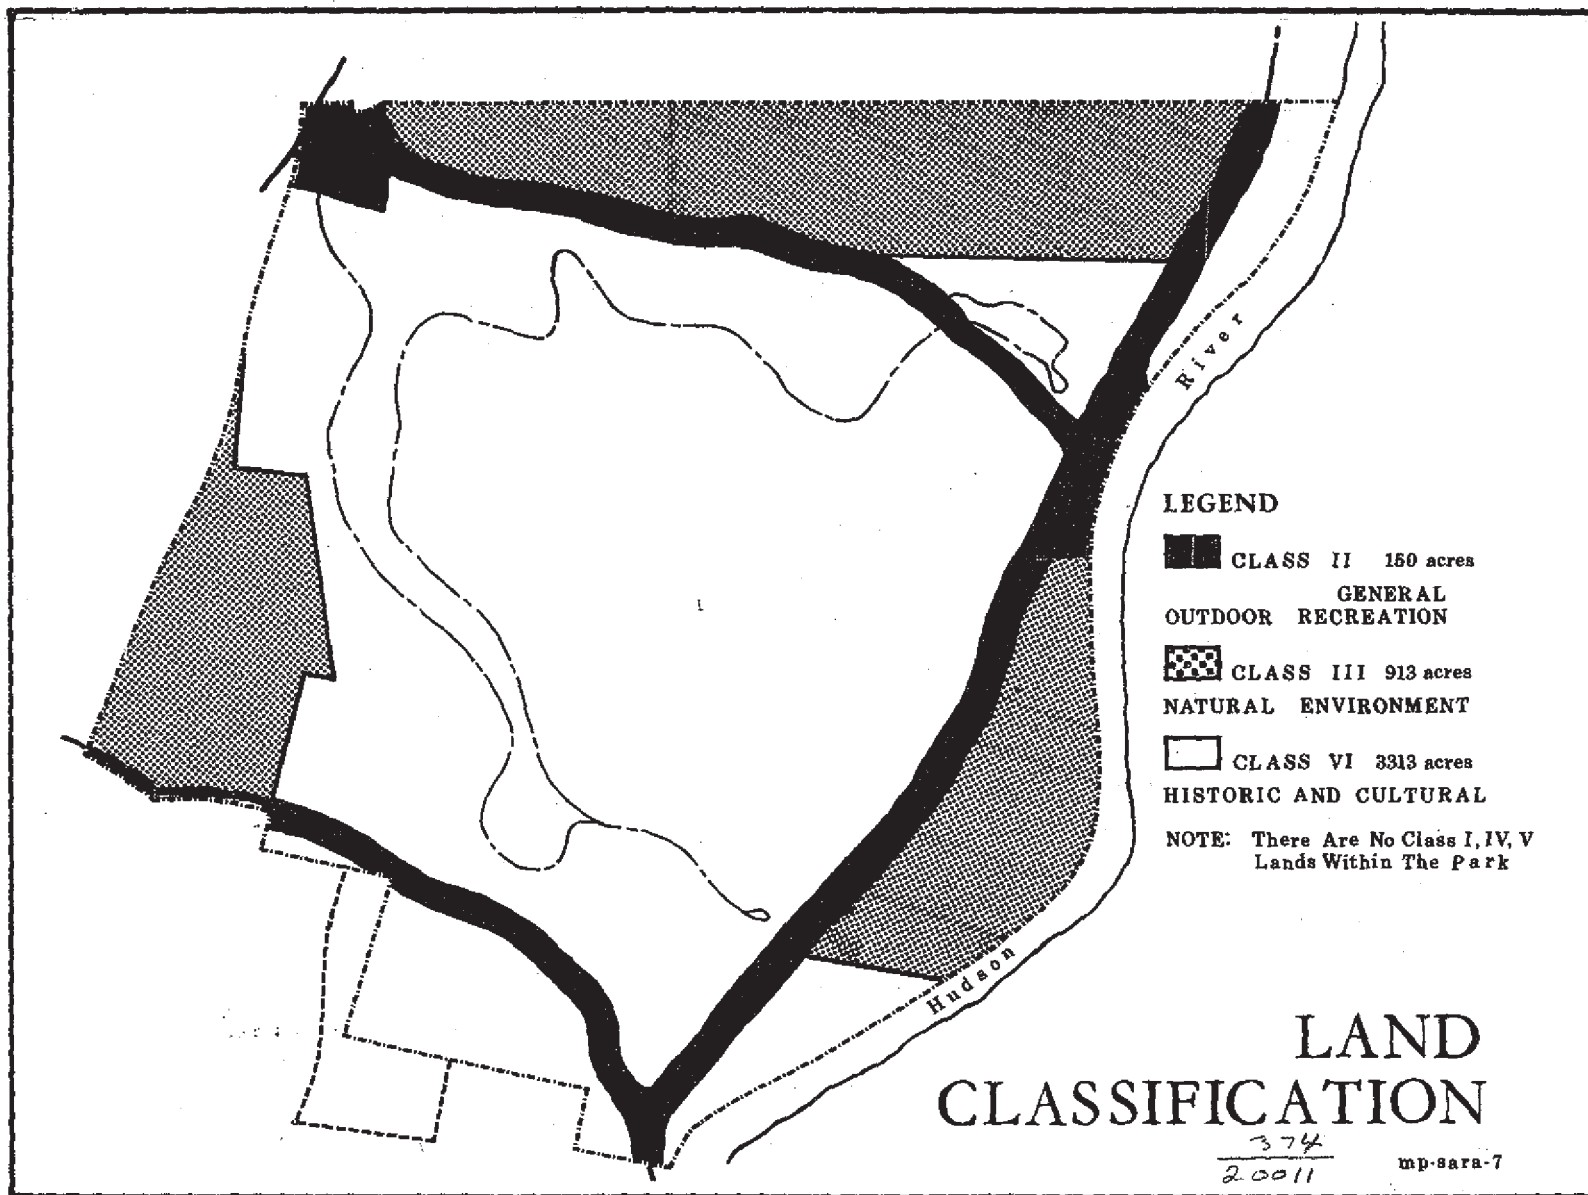 River
LEGEND
CLASS II 150 acres
GENERAL
OUTDOOR RECREATION
CLASS III 913 acres
NATURAL ENVIRONMENT
CLASS VI 3313 acres
HISTORIC AND CULTURAL
NOTE: There Are No Class I, IV, V
Lands Within The Park
Hudson
LAND
CLASSIFICATION
374
20011
mp-sara-7